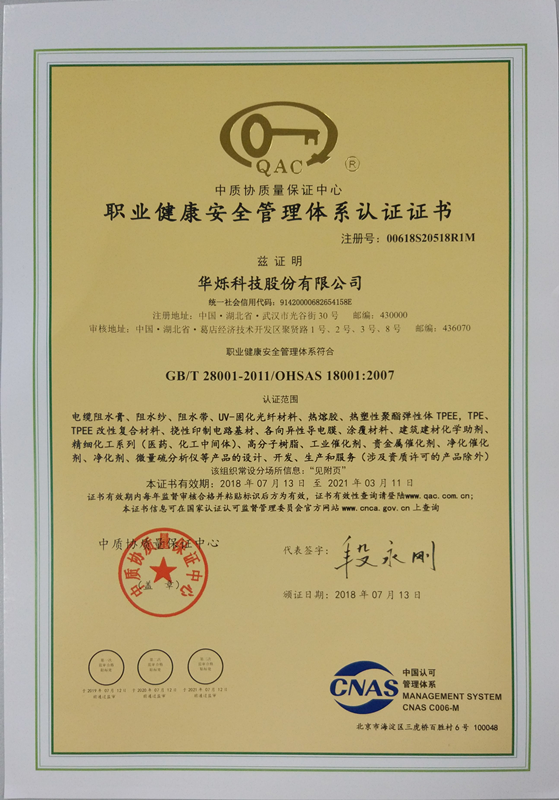 QAC
®
中质协质量保证中心
职业健康安全管理体系认证证书
注册号：00618S20518R1M
兹证明
华烁科技股份有限公司
统一社会信用代码：91420000682654158E
注册地址：中国·湖北省·武汉市光谷街30号 邮编：430000
审核地址：中国·湖北省·葛店经济技术开发区聚贤路1号、2号、3号、8号 邮编：436070
职业健康安全管理体系符合
GB/T 28001-2011/OHSAS 18001:2007
认证范围
电缆阻水膏、阻水纱、阻水带、UV-固化光纤材料、热熔胶、热塑性聚酯弹性体TPEE，TPE、
TPEE改性复合材料、挠性印制电路基材、各向异性导电膜、涂覆材料、建筑建材化学助剂、
精细化工系列（医药、化工中间体）、高分子树脂、工业催化剂、贵金属催化剂、净化催化
剂、净化剂、微量硫分析仪等产品的设计、开发、生产和服务（涉及资质许可的产品除外）
该组织常设分场所信息：“见附页”
本证书有效期：2018年07月13日 至 2021年03月11日
证书有效期内每年监督审核合格并粘贴标识后方为有效，证书有效性查询请登陆www.qac.com.cn；
本证书信息可在国家认证认可监督管理委员会官方网站 www.cnca.gov.cn 上查询
中质协质量保证中心
中质协质量保证中心
（盖 章）
代表签字：
段永刚
颁证日期：2018年07月13日
CNAS
中国认可
管理体系
MANAGEMENT SYSTEM
CNAS C006-M
北京市海淀区三虎桥百胜村6号 100048